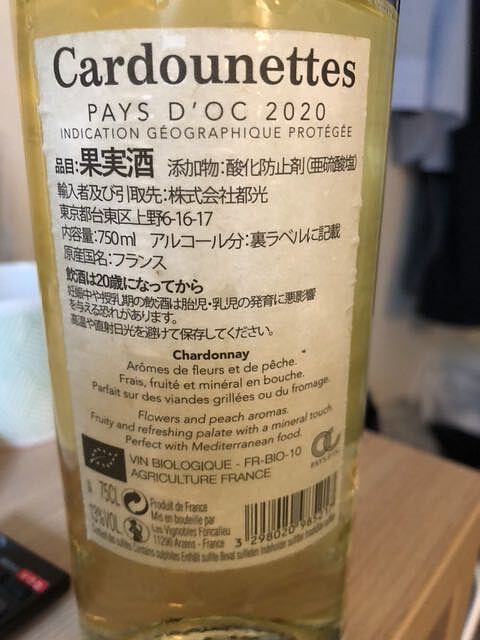 Cardounettes
PAYS D'OC 2020
INDICATION GÉOGRAPHIQUE PROTÉGÉE
品目:果実酒 添加物:酸化防止剤(亜硫酸塩)
輸入者及び引取先:株式会社都光
東京都台東区上野6-16-17
内容量:750ml アルコール分:裏ラベルに記載
原産国名:フランス
飲酒は20歳になってから
妊娠中や授乳期の飲酒は胎児・乳児の発育に悪影響
を与える恐れがあります。
高温や直射日光を避けて保存してください。
Chardonnay
Arômes de fleurs et de pêche.
Frais, fruité et minéral en bouche.
Parfait sur des viandes grillées ou du fromage.
Flowers and peach aromas.
Fruity and refreshing palate with a mineral touch.
Perfect with Mediterranean food.
VIN BIOLOGIQUE - FR-BIO-10
AGRICULTURE FRANCE
PAYS D'OC
75CL
13%VOL
Produit de France
Mis en bouteille par
Les Vignobles Foncalieu
11290 Arzens - France
Contient des sulfites Contains sulphites Enthält sulfite